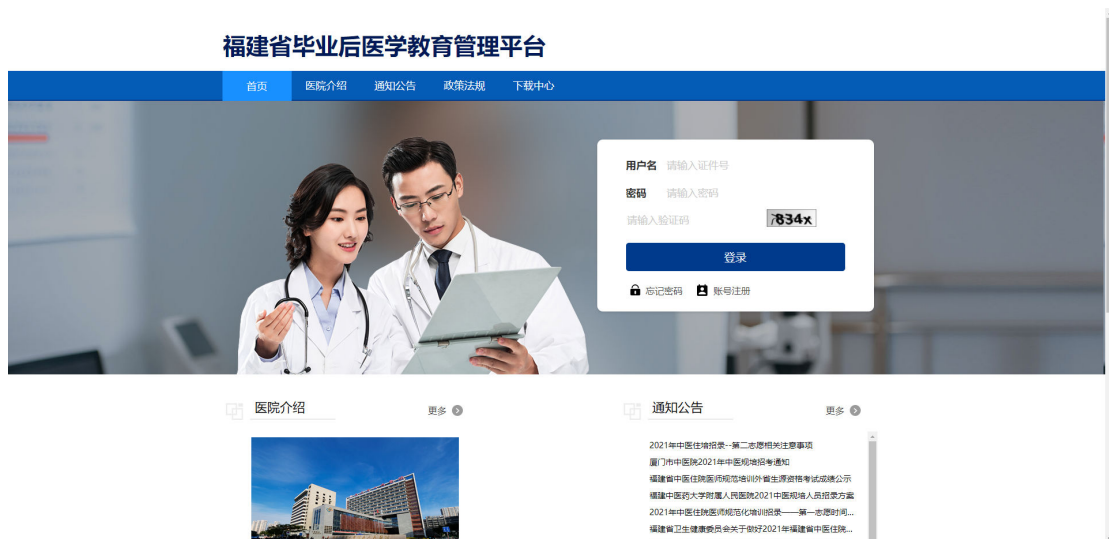 福建省毕业后医学教育管理平台
首页 医院介绍 通知公告 政策法规 下载中心
用户名 请输入证件号
密码 请输入密码
请输入验证码 7834x
登录
忘记密码 账号注册
医院介绍 更多
通知公告 更多
2021年中医住培招录--第二志愿相关注意事项
厦门市中医院2021年中医规培招考通知
福建省中医住院医师规范培训外省生源资格考试成绩公示
福建中医药大学附属人民医院2021中医规培人员招录方案
2021年中医住院医师规范化培训招录——第一志愿时间...
福建省卫生健康委员会关于做好2021年福建省中医住院...